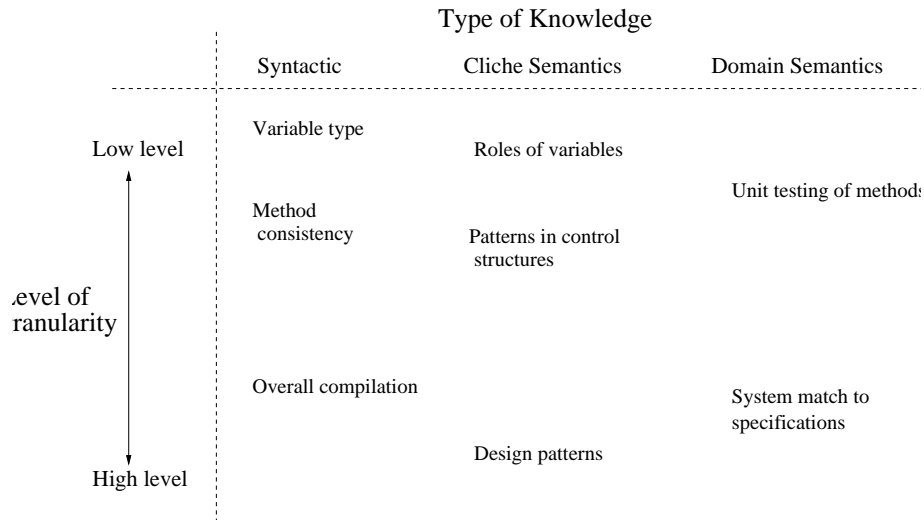 Type of Knowledge
Syntactic
Cliche Semantics
Domain Semantics
Variable type
Low level
Roles of variables
Unit testing of methods
Method
consistency
Patterns in control
structures
evel of
ranularity
Overall compilation
System match to
specifications
Design patterns
High level